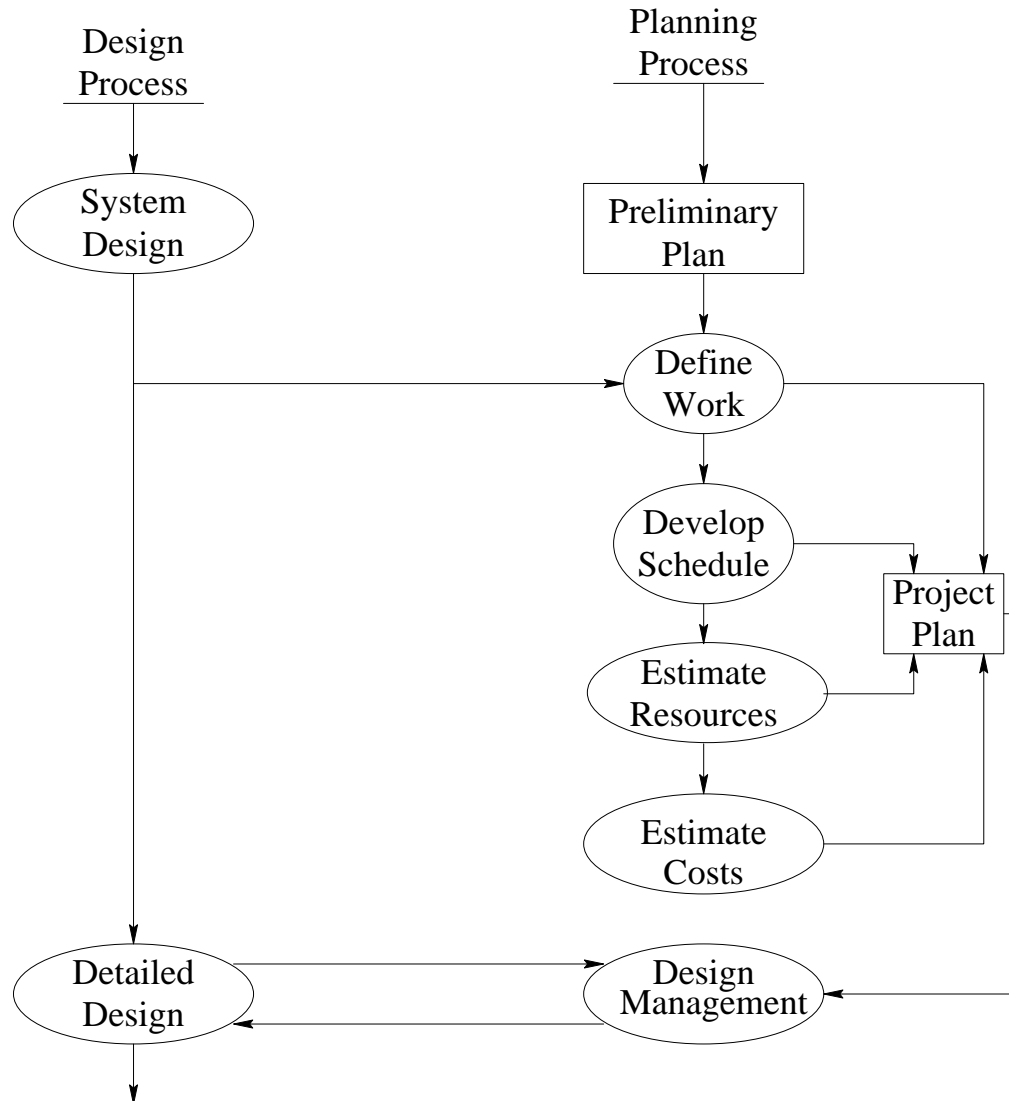 Design
Process
Planning
Process
System
Design
Preliminary
Plan
Define
Work
Develop
Schedule
Project
Plan
Estimate
Resources
Estimate
Costs
Detailed
Design
Design
Management